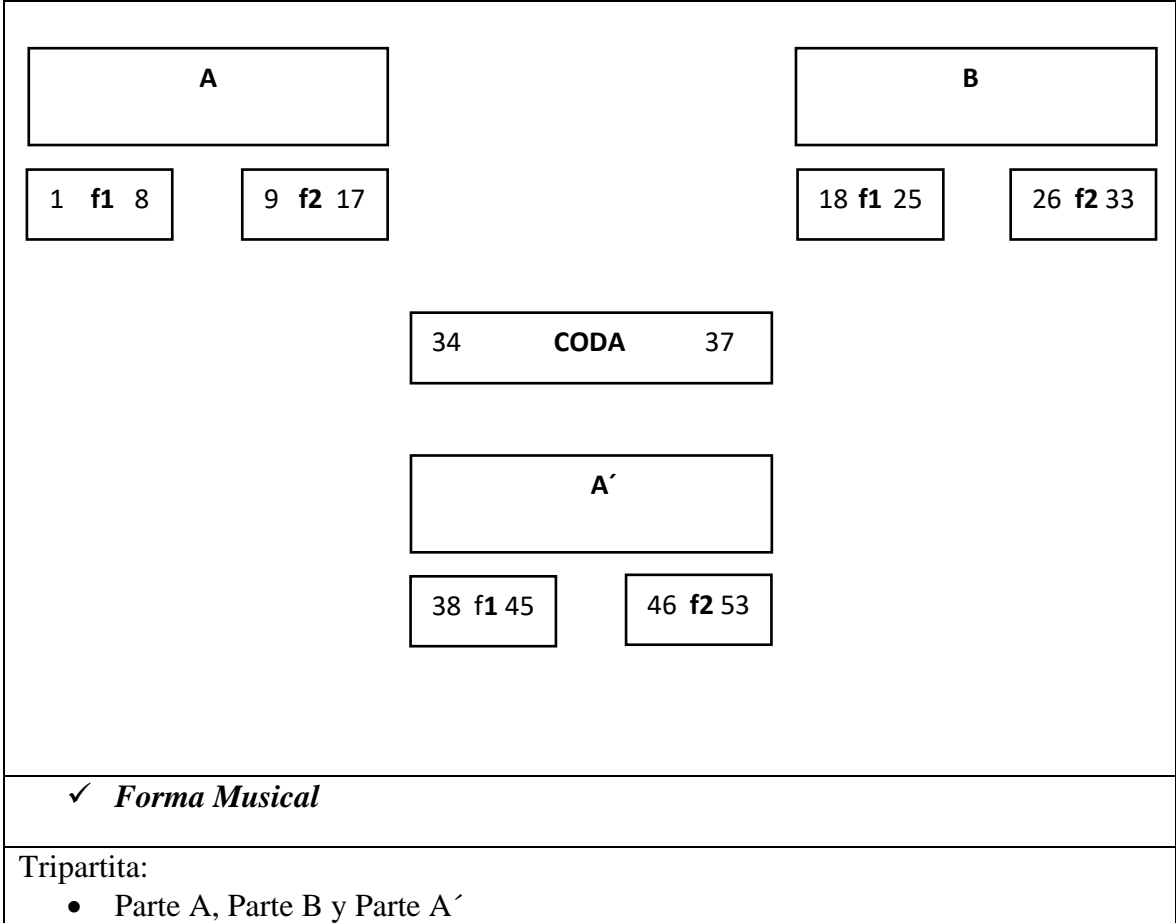 A B
1 f1 8 9 f2 17 18 f1 25 26 f2 33
34 CODA 37
A´
38 f1 45 46 f2 53
✓ Forma Musical
Tripartita:
• Parte A, Parte B y Parte A´